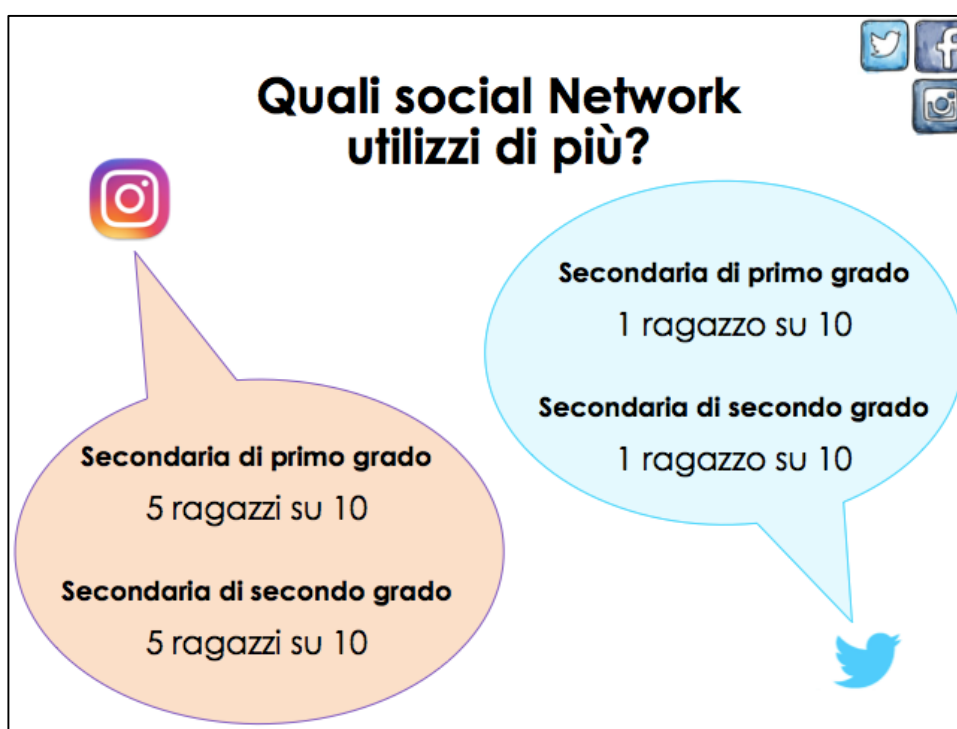 Quali social Network
utilizzi di più?
Secondaria di primo grado
5 ragazzi su 10
Secondaria di secondo grado
5 ragazzi su 10
Secondaria di primo grado
1 ragazzo su 10
Secondaria di secondo grado
1 ragazzo su 10